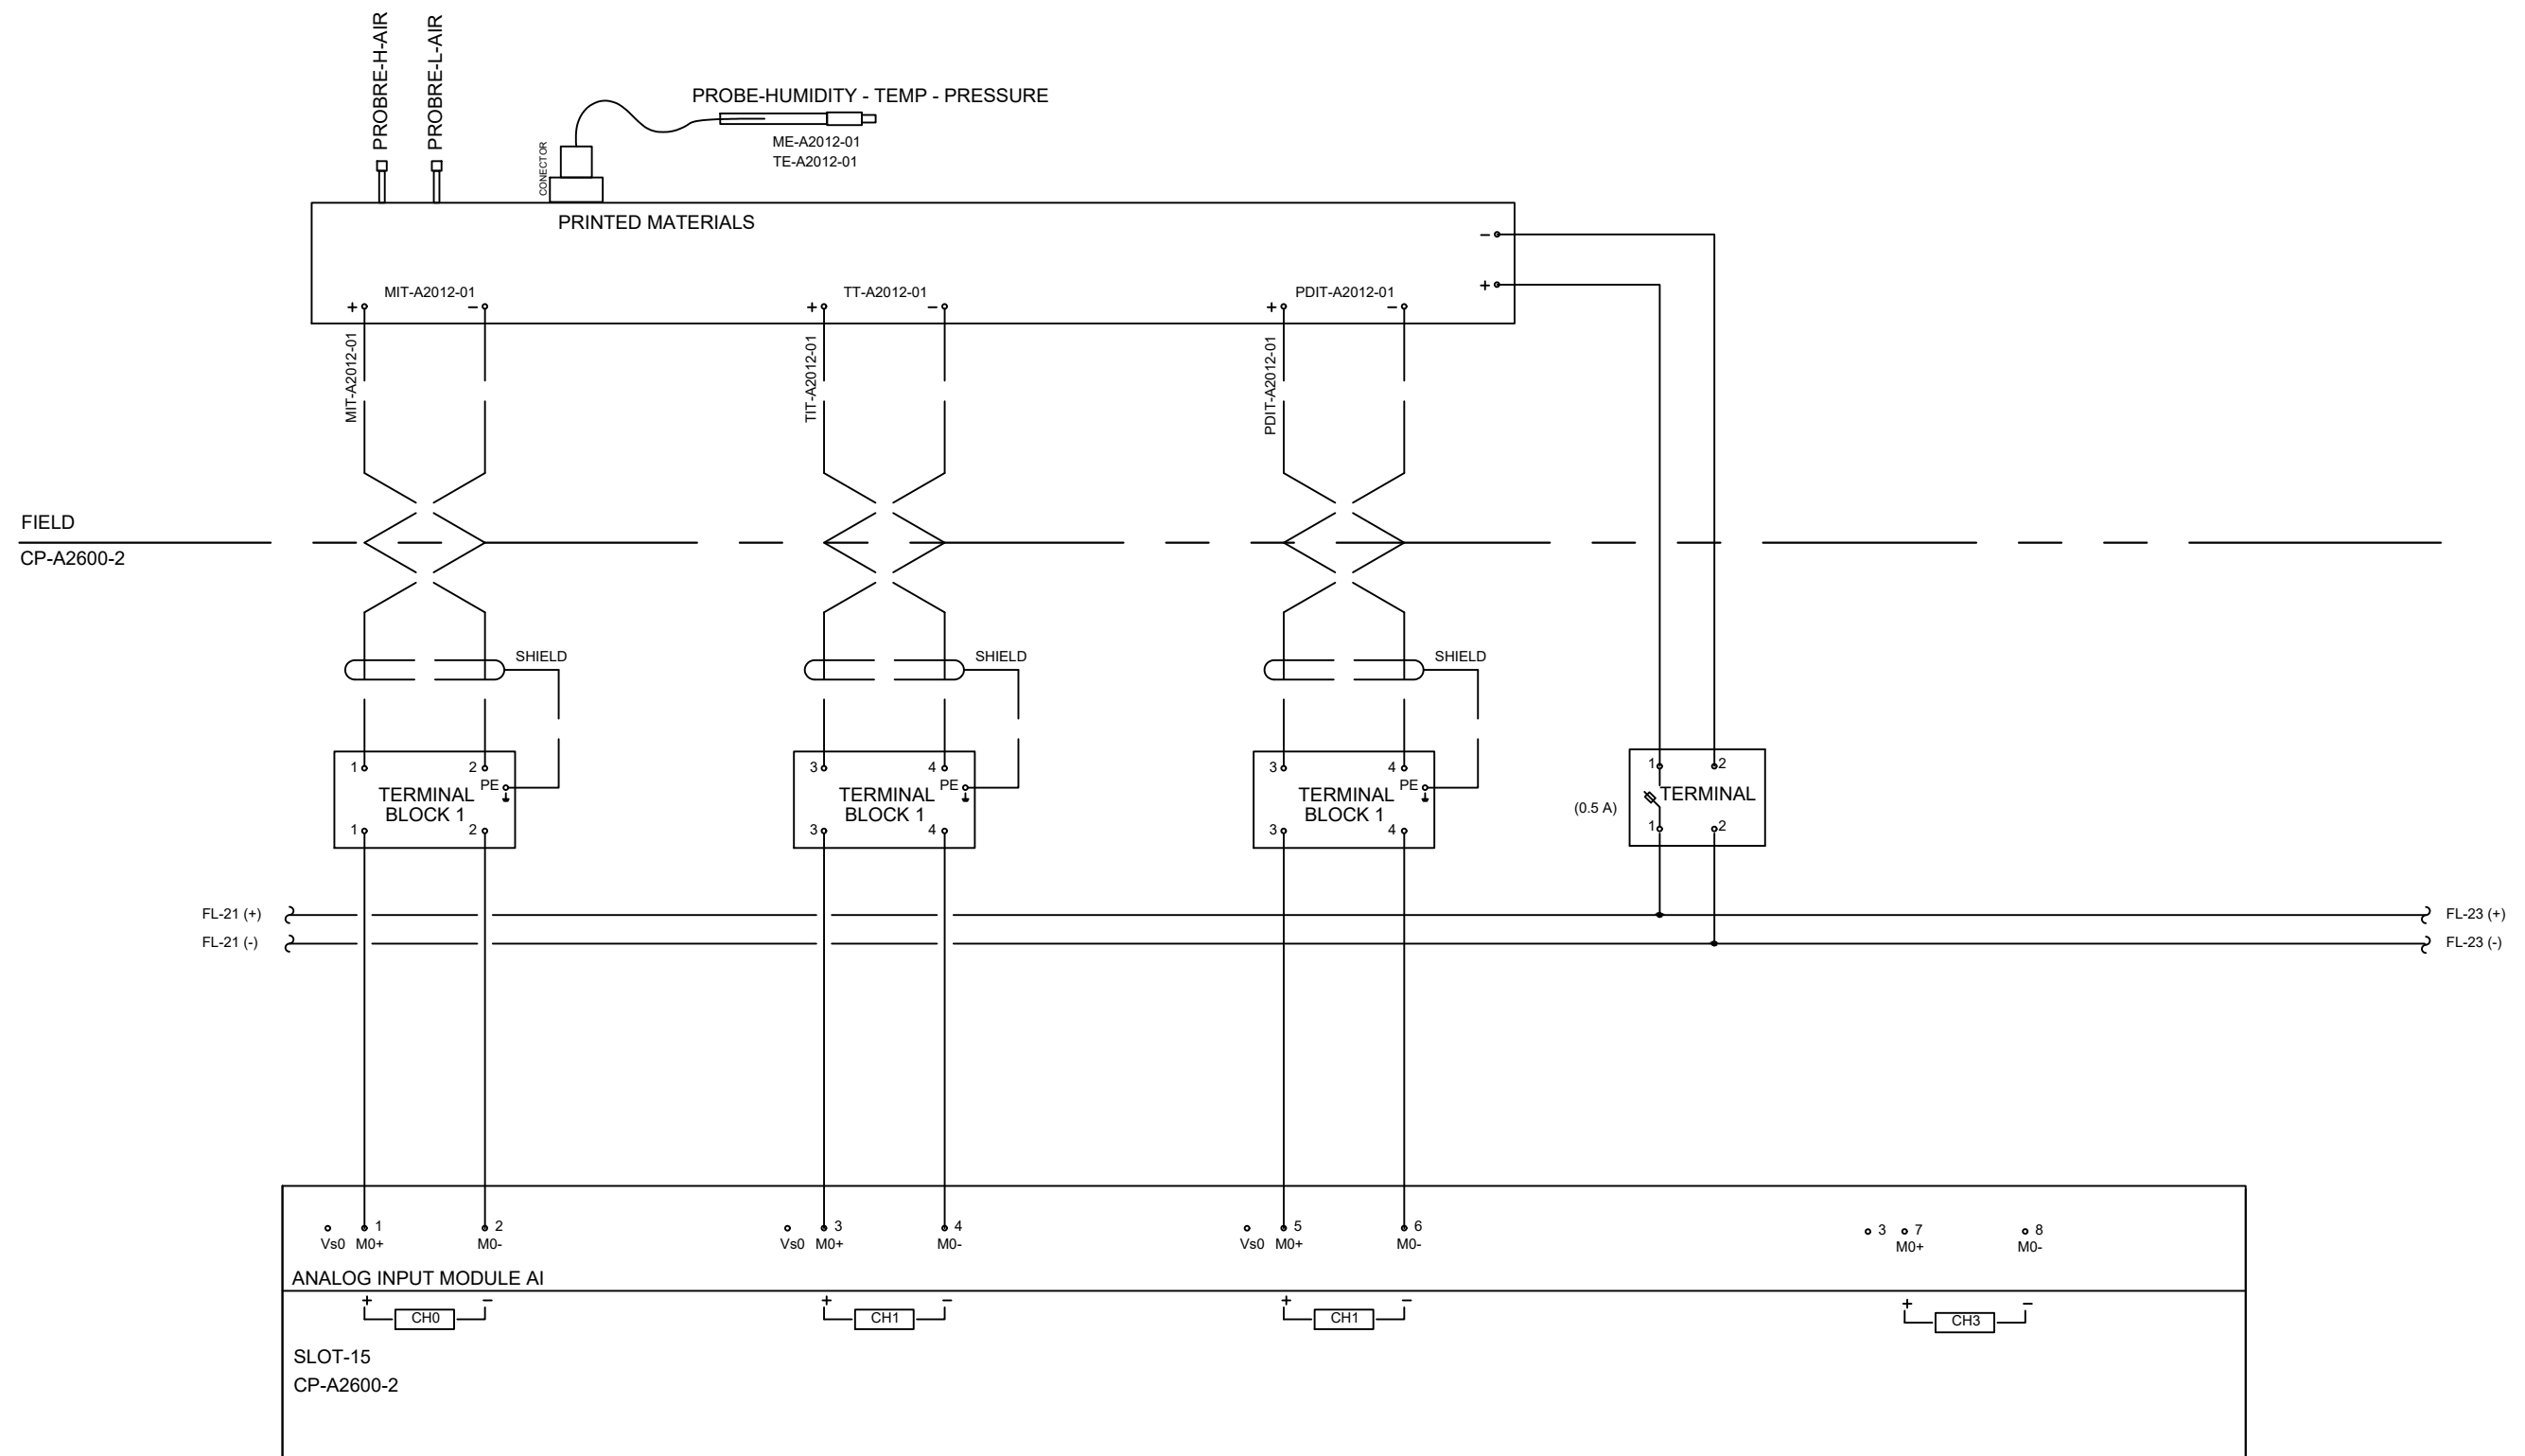 PROBRE-H-AIR
PROBRE-L-AIR
PROBE-HUMIDITY - TEMP - PRESSURE
ME-A2012-01
TE-A2012-01
CONECTOR
PRINTED MATERIALS
−
+
+ MIT-A2012-01 −
+ TT-A2012-01 −
+ PDIT-A2012-01 −
MIT-A2012-01
TIT-A2012-01
PDIT-A2012-01
FIELD
CP-A2600-2
SHIELD
SHIELD
SHIELD
1 2
PE
TERMINAL
BLOCK 1
1 2
3 4
PE
TERMINAL
BLOCK 1
3 4
3 4
PE
TERMINAL
BLOCK 1
3 4
1 2
(0.5 A)
TERMINAL
1 2
FL-21 (+)
FL-23 (+)
FL-21 (-)
FL-23 (-)
1 2
Vs0 M0+ M0-
3 4
Vs0 M0+ M0-
5 6
Vs0 M0+ M0-
3 7 8
M0+ M0-
ANALOG INPUT MODULE AI
+ CH0 −
+ CH1 −
+ CH1 −
+ CH3 −
SLOT-15
CP-A2600-2